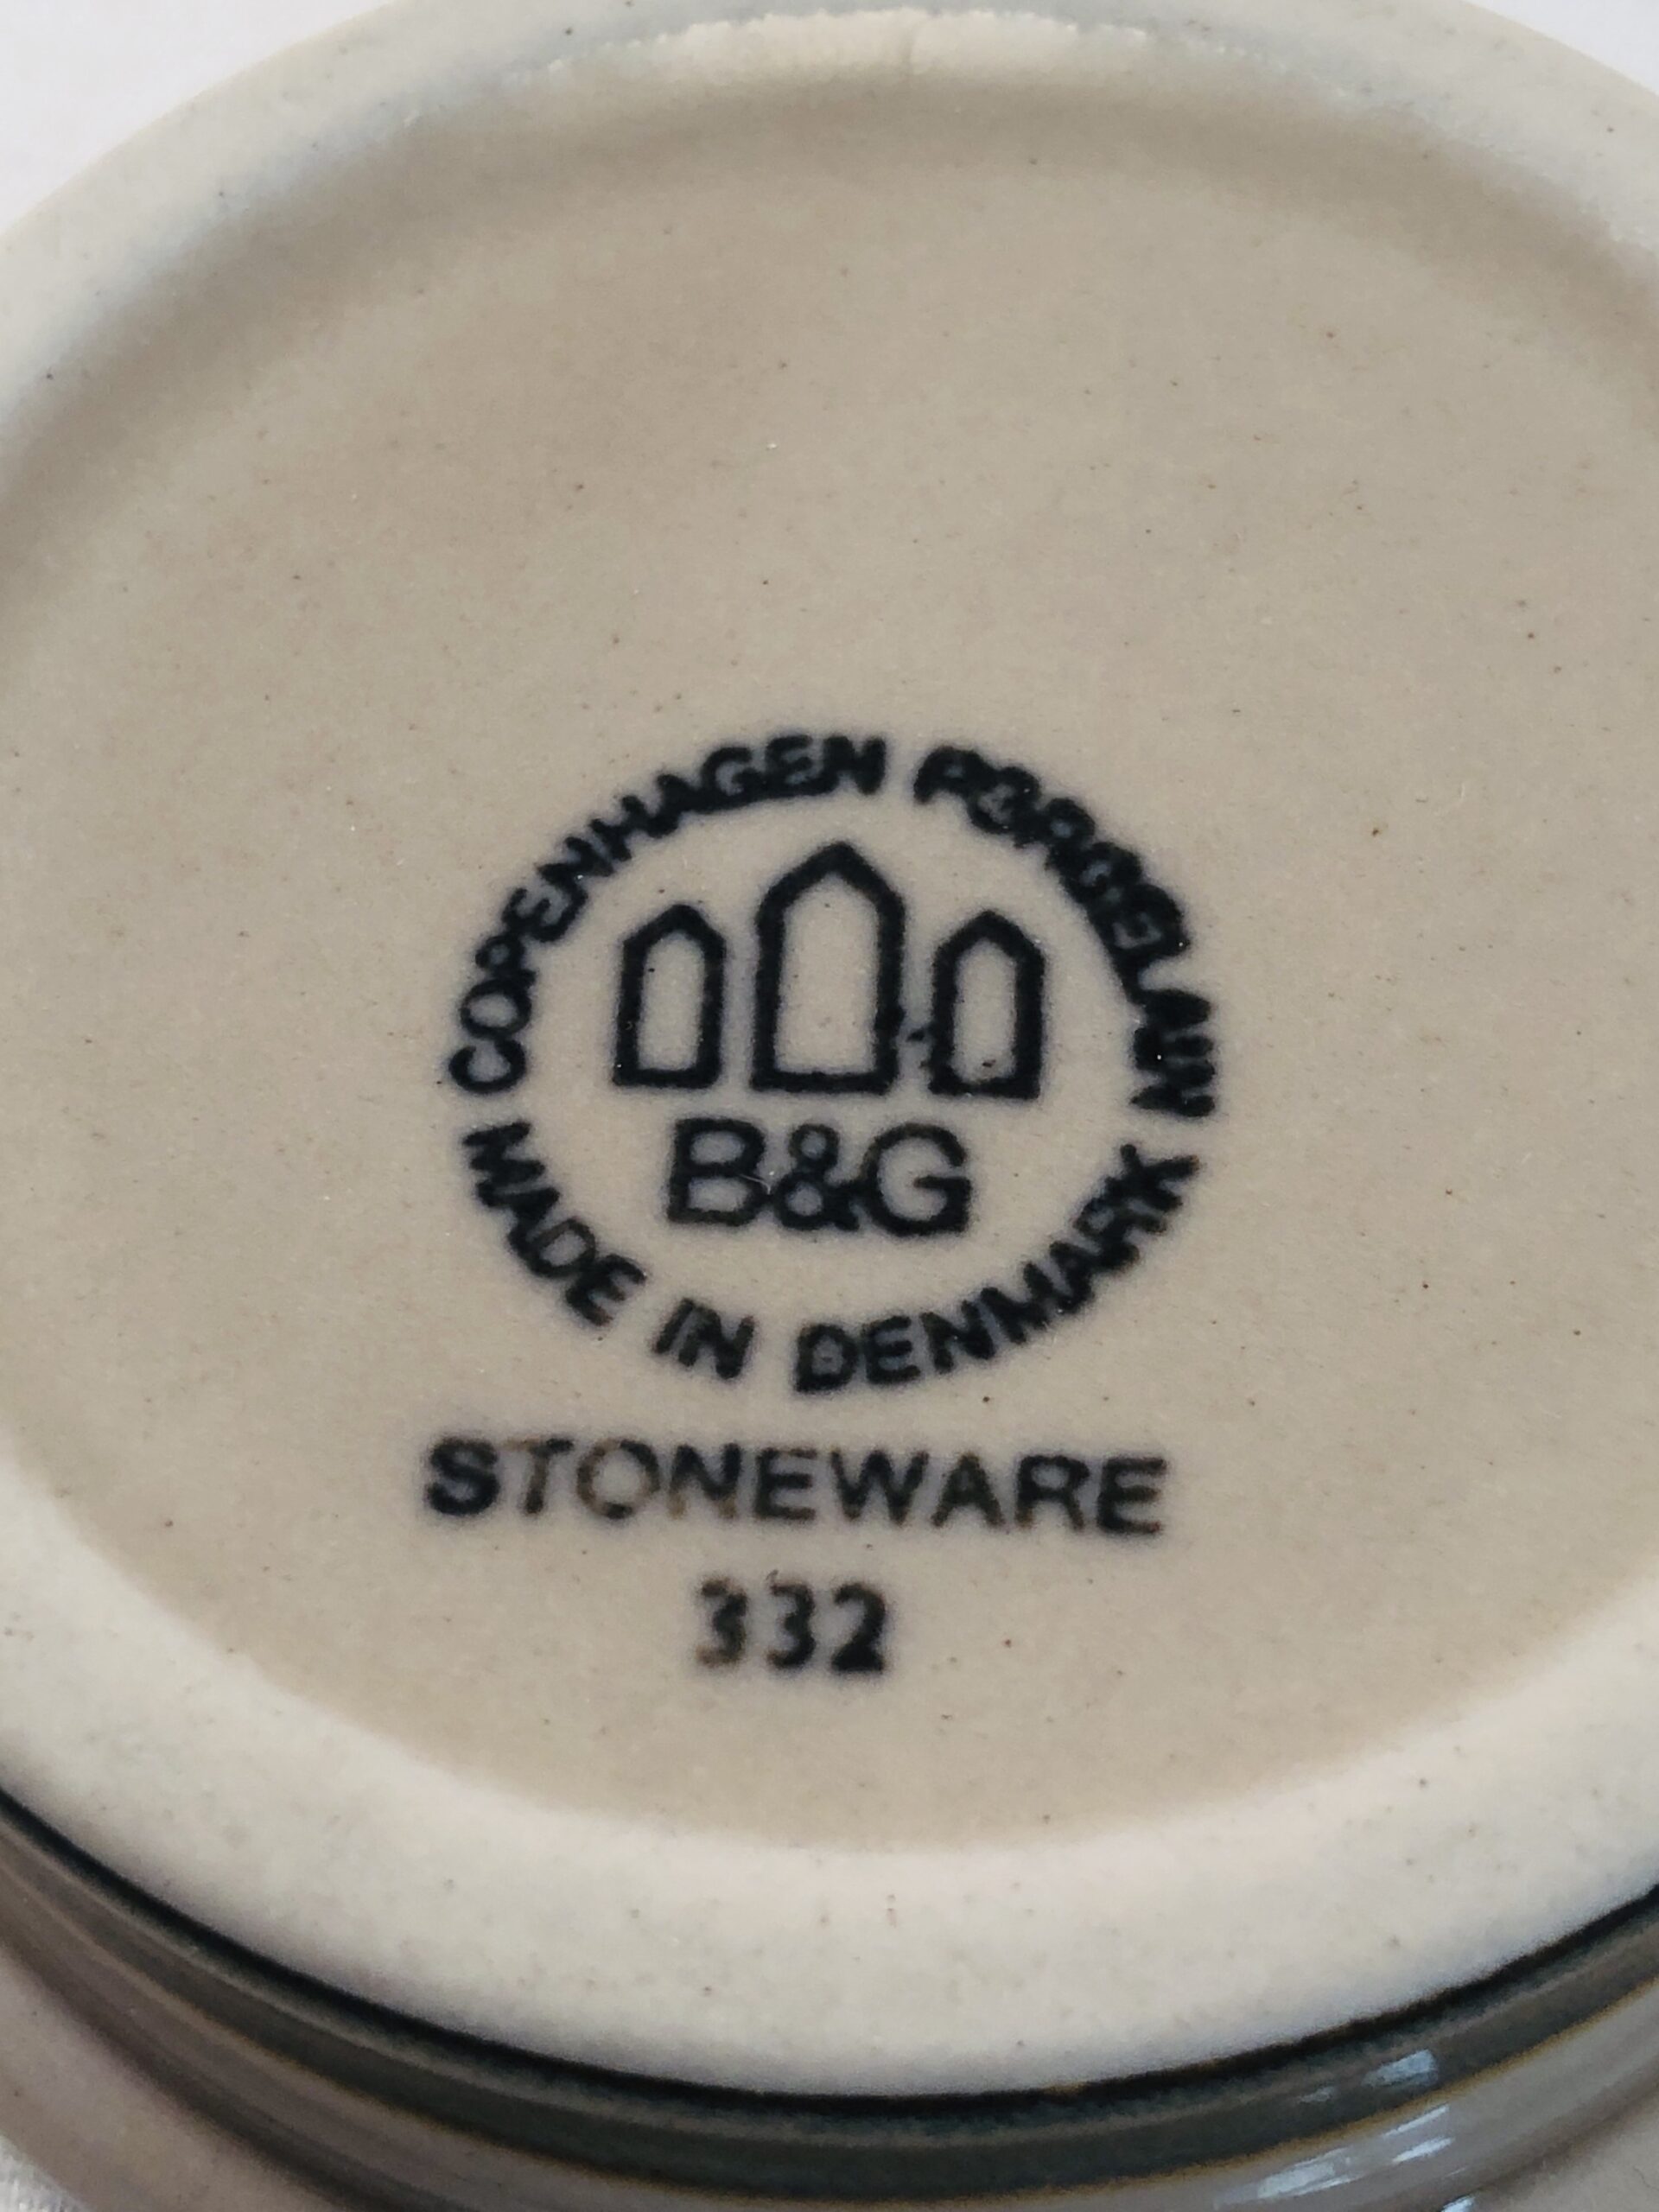 COPENHAGEN PORCELAIN
B&G
MADE IN DENMARK
STONEWARE
332